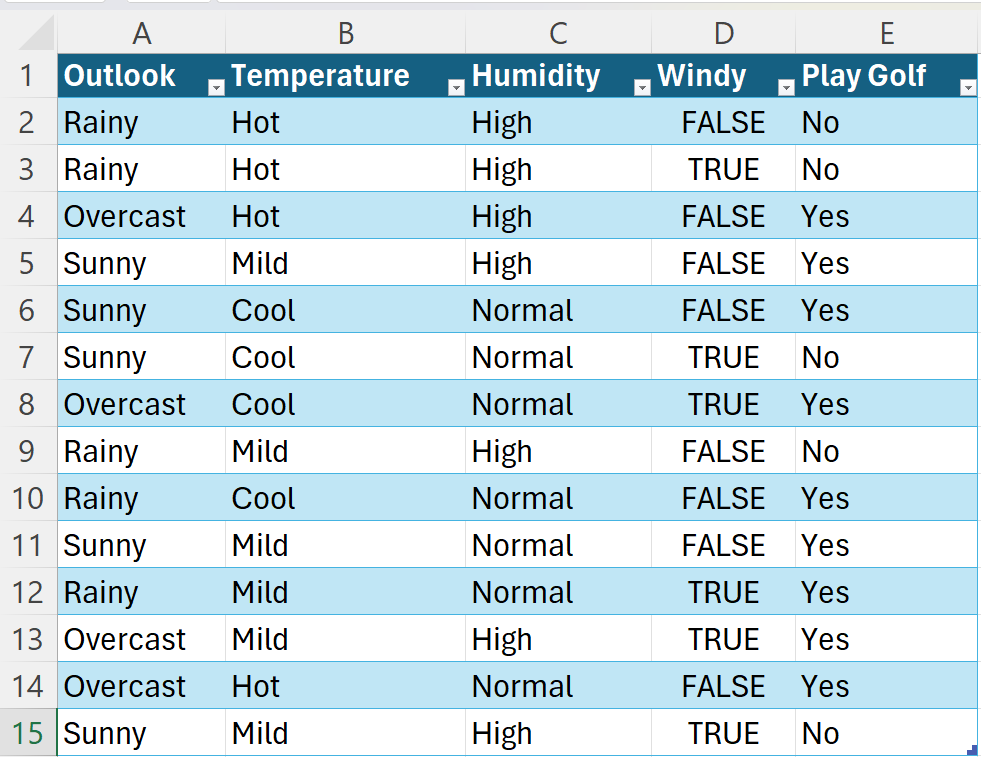 A B C D E
1 Outlook Temperature Humidity Windy Play Golf
2 Rainy Hot High FALSE No
3 Rainy Hot High TRUE No
4 Overcast Hot High FALSE Yes
5 Sunny Mild High FALSE Yes
6 Sunny Cool Normal FALSE Yes
7 Sunny Cool Normal TRUE No
8 Overcast Cool Normal TRUE Yes
9 Rainy Mild High FALSE No
10 Rainy Cool Normal FALSE Yes
11 Sunny Mild Normal FALSE Yes
12 Rainy Mild Normal TRUE Yes
13 Overcast Mild High TRUE Yes
14 Overcast Hot Normal FALSE Yes
15 Sunny Mild High TRUE No